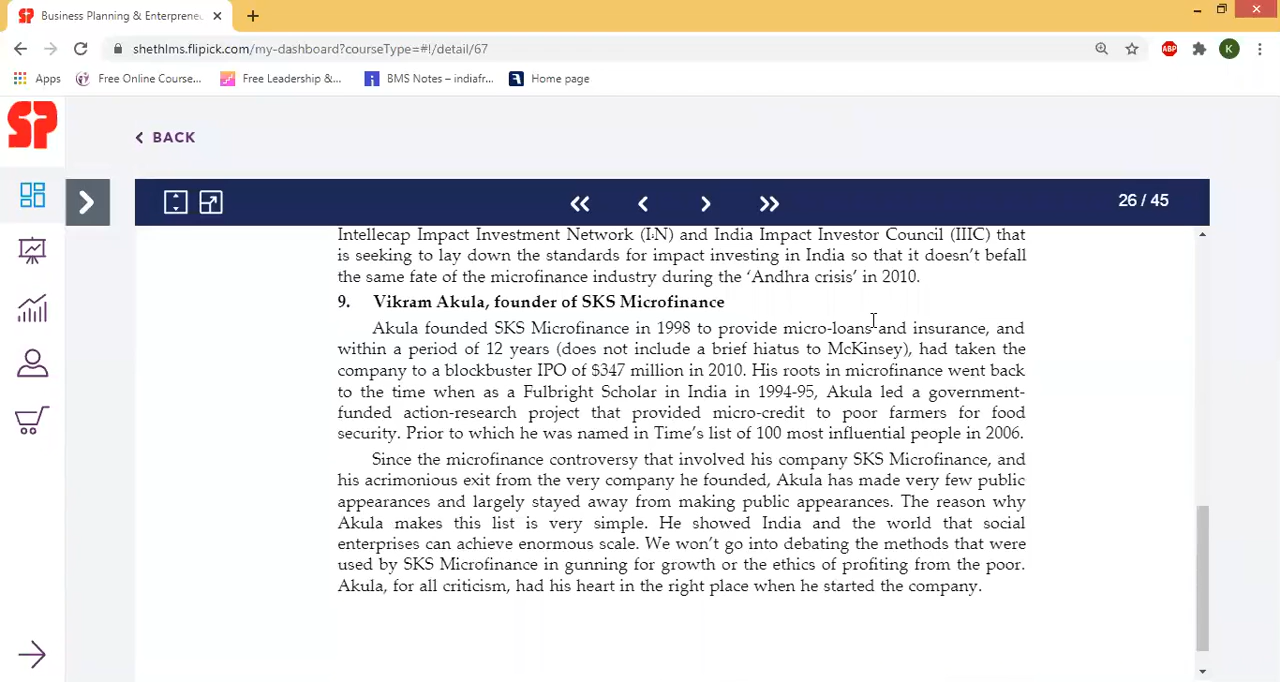 Business Planning & Enterprene
shethlms.flipick.com/my-dashboard?courseType=#!/detail/67
ABP
K
Apps
Free Online Course...
Free Leadership &...
BMS Notes – indiafr...
Home page
SP
BACK
26 / 45
Intellecap Impact Investment Network (I·N) and India Impact Investor Council (IIIC) that
is seeking to lay down the standards for impact investing in India so that it doesn't befall
the same fate of the microfinance industry during the 'Andhra crisis' in 2010.
9. Vikram Akula, founder of SKS Microfinance
Akula founded SKS Microfinance in 1998 to provide micro-loans and insurance, and
within a period of 12 years (does not include a brief hiatus to McKinsey), had taken the
company to a blockbuster IPO of $347 million in 2010. His roots in microfinance went back
to the time when as a Fulbright Scholar in India in 1994-95, Akula led a government-
funded action-research project that provided micro-credit to poor farmers for food
security. Prior to which he was named in Time's list of 100 most influential people in 2006.
Since the microfinance controversy that involved his company SKS Microfinance, and
his acrimonious exit from the very company he founded, Akula has made very few public
appearances and largely stayed away from making public appearances. The reason why
Akula makes this list is very simple. He showed India and the world that social
enterprises can achieve enormous scale. We won't go into debating the methods that were
used by SKS Microfinance in gunning for growth or the ethics of profiting from the poor.
Akula, for all criticism, had his heart in the right place when he started the company.